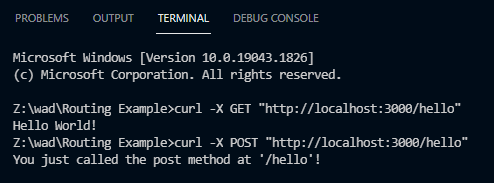 PROBLEMS OUTPUT TERMINAL DEBUG CONSOLE
Microsoft Windows [Version 10.0.19043.1826]
(c) Microsoft Corporation. All rights reserved.
Z:\wad\Routing Example>curl -X GET "http://localhost:3000/hello"
Hello World!
Z:\wad\Routing Example>curl -X POST "http://localhost:3000/hello"
You just called the post method at '/hello'!